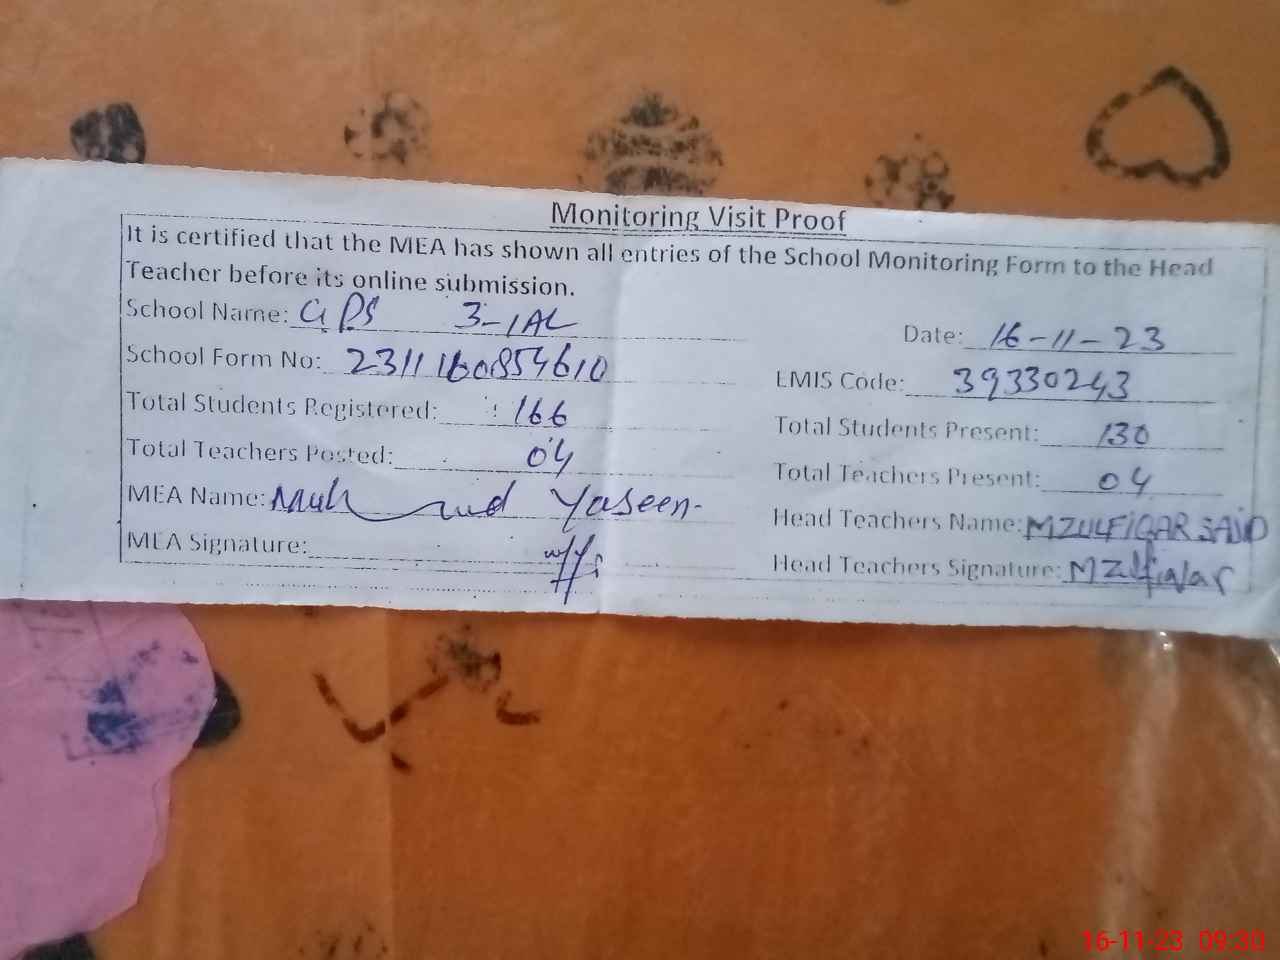 Monitoring Visit Proof
It is certified that the MEA has shown all entries of the School Monitoring Form to the Head
Teacher before its online submission.
School Name: GPS 3-1AL
Date: 16-11-23
School Form No: 2311160854610
EMIS Code: 39330243
Total Students Registered: 166
Total Students Present: 130
Total Teachers Posted: 04
Total Teachers Present: 04
MEA Name: Muhammad Yaseen
Head Teachers Name: MZULFIQAR SAJID
MEA Signature:
Head Teachers Signature: MZulfiqar
16-11-23 09:30